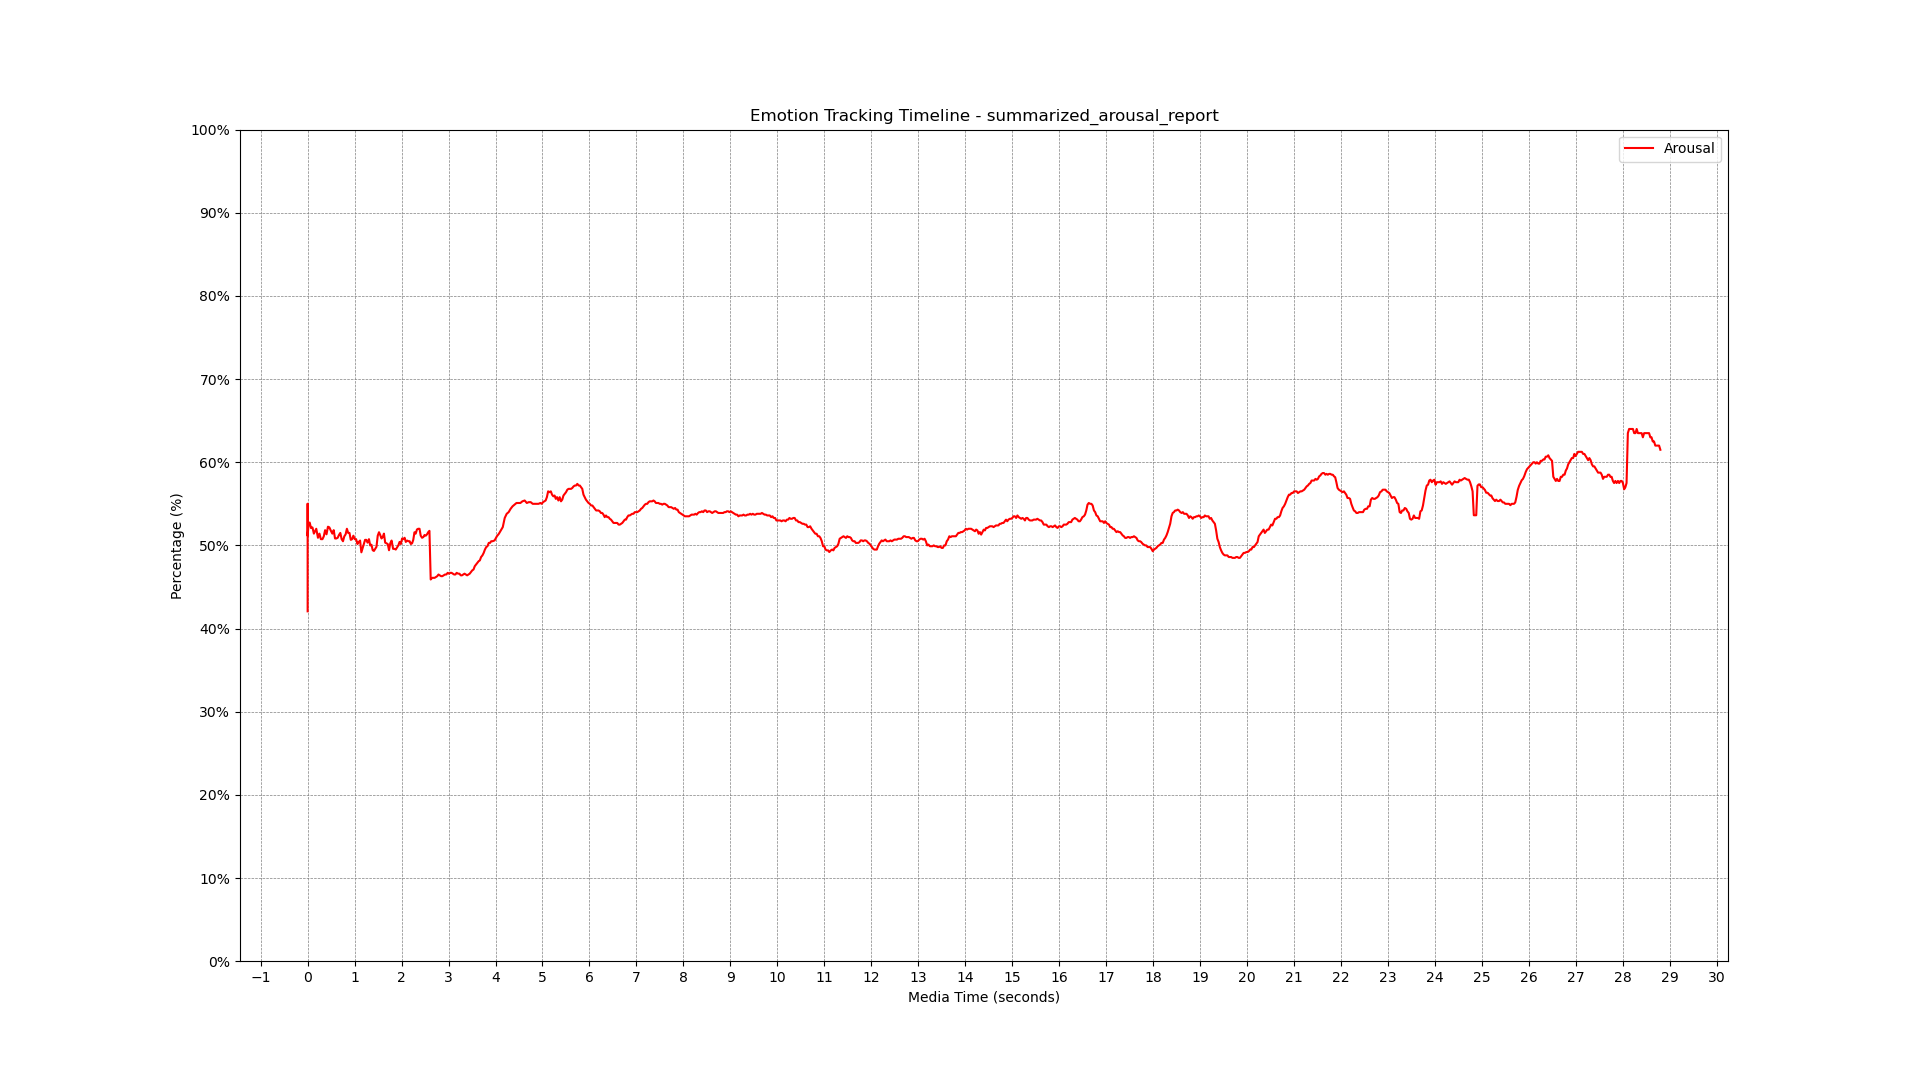 Emotion Tracking Timeline - summarized_arousal_report
Arousal
100%
90%
80%
70%
60%
50%
40%
30%
20%
10%
0%
Percentage (%)
−1 0 1 2 3 4 5 6 7 8 9 10 11 12 13 14 15 16 17 18 19 20 21 22 23 24 25 26 27 28 29 30
Media Time (seconds)